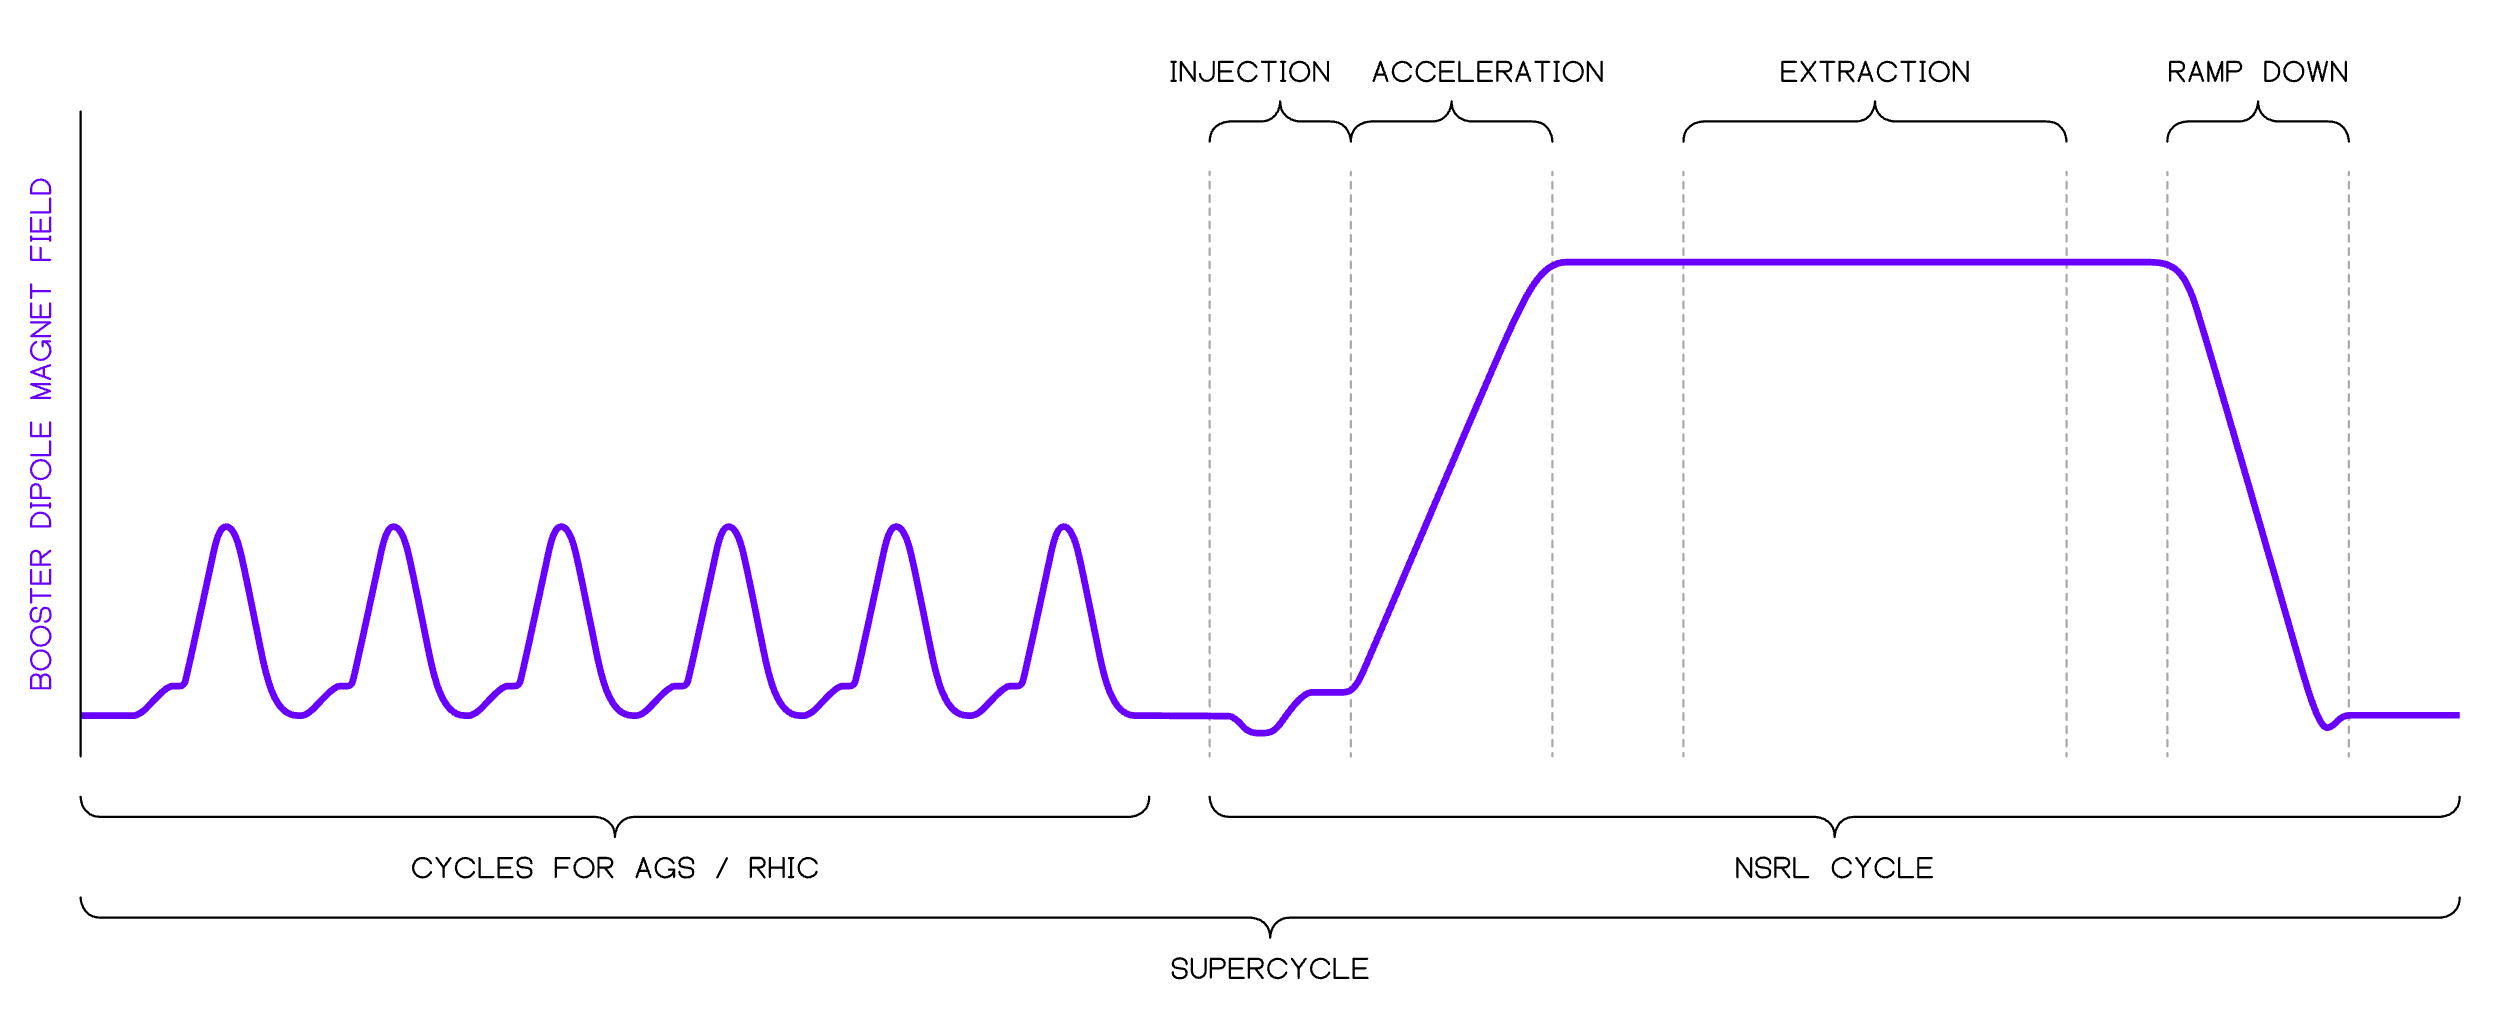 INJECTION
ACCELERATION
EXTRACTION
RAMP DOWN
BOOSTER DIPOLE MAGNET FIELD
CYCLES FOR AGS / RHIC
NSRL CYCLE
SUPERCYCLE